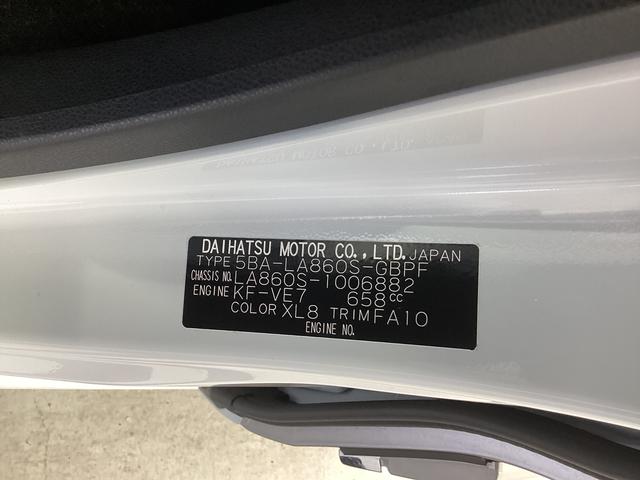 DAIHATSU MOTOR CO., LTD. JAPAN
TYPE 5BA-LA860S-GBPF
CHASSIS NO. LA860S-1006882
ENGINE KF-VE7 658cc
COLOR XL8 TRIM FA10
ENGINE NO.